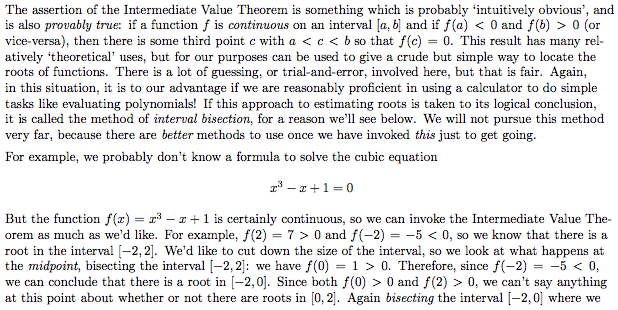 The assertion of the Intermediate Value Theorem is something which is probably ‘intuitively obvious’, and
is also provably true: if a function f is continuous on an interval [a, b] and if f(a) < 0 and f(b) > 0 (or
vice-versa), then there is some third point c with a < c < b so that f(c) = 0. This result has many rel-
atively ‘theoretical’ uses, but for our purposes can be used to give a crude but simple way to locate the
roots of functions. There is a lot of guessing, or trial-and-error, involved here, but that is fair. Again,
in this situation, it is to our advantage if we are reasonably proficient in using a calculator to do simple
tasks like evaluating polynomials! If this approach to estimating roots is taken to its logical conclusion,
it is called the method of interval bisection, for a reason we’ll see below. We will not pursue this method
very far, because there are better methods to use once we have invoked this just to get going.
For example, we probably don’t know a formula to solve the cubic equation
x³ − x + 1 = 0
But the function f(x) = x³ − x + 1 is certainly continuous, so we can invoke the Intermediate Value The-
orem as much as we’d like. For example, f(2) = 7 > 0 and f(−2) = −5 < 0, so we know that there is a
root in the interval [−2, 2]. We’d like to cut down the size of the interval, so we look at what happens at
the midpoint, bisecting the interval [−2, 2]: we have f(0) = 1 > 0. Therefore, since f(−2) = −5 < 0,
we can conclude that there is a root in [−2, 0]. Since both f(0) > 0 and f(2) > 0, we can’t say anything
at this point about whether or not there are roots in [0, 2]. Again bisecting the interval [−2, 0] where we